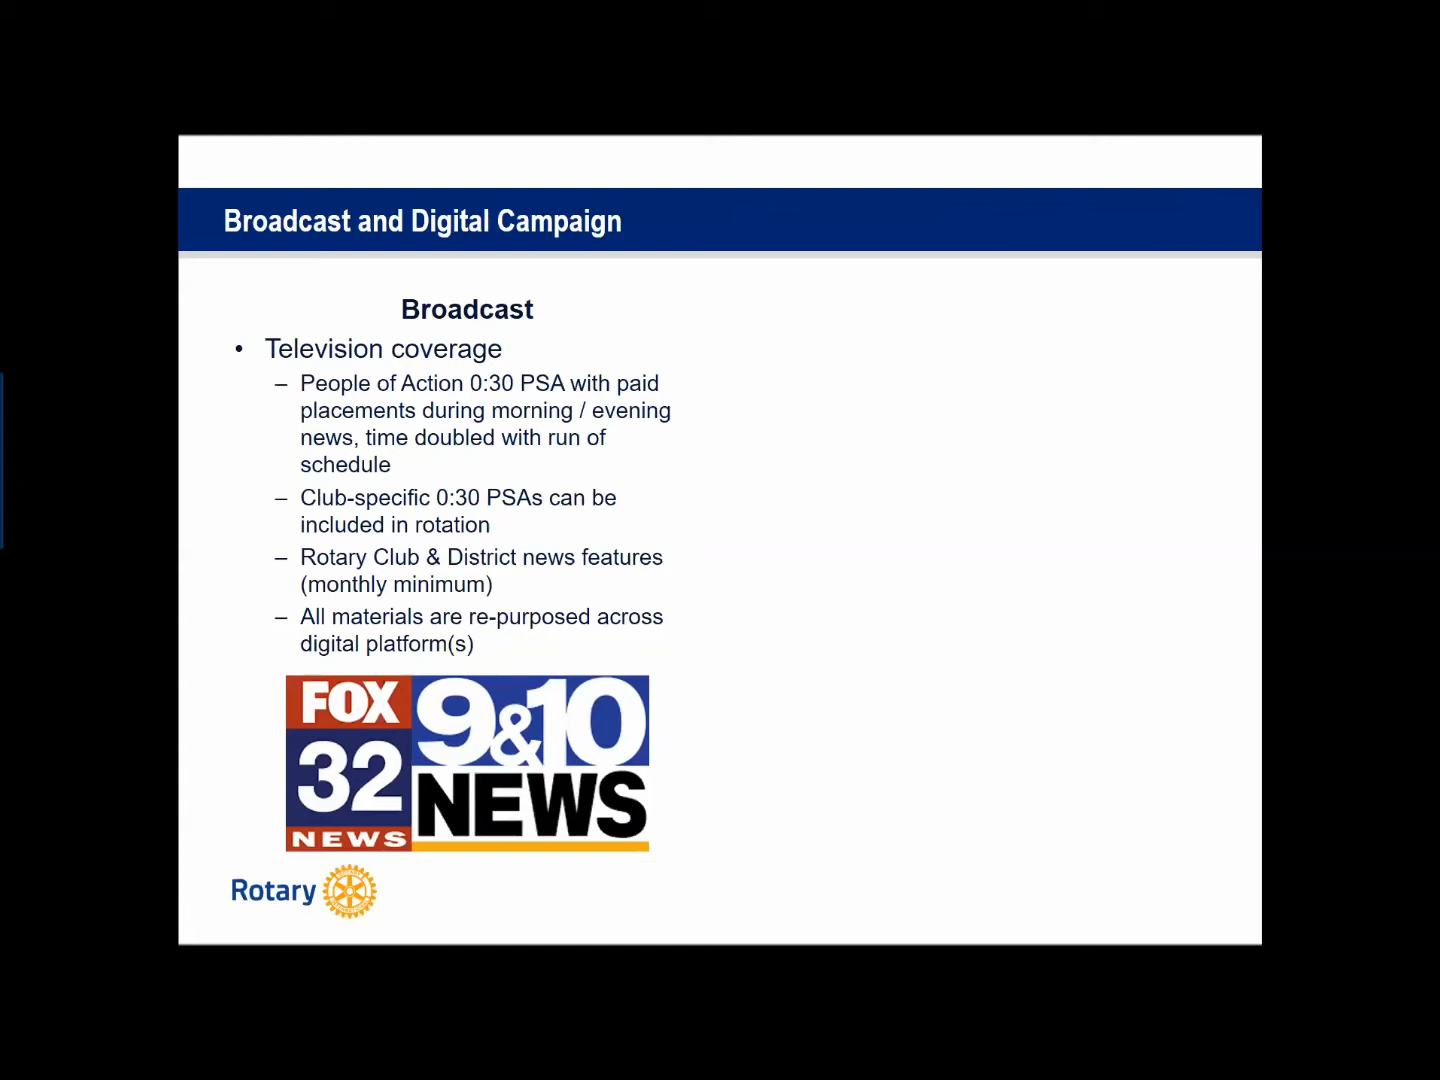 Broadcast and Digital Campaign
Broadcast
• Television coverage
– People of Action 0:30 PSA with paid
placements during morning / evening
news, time doubled with run of
schedule
– Club-specific 0:30 PSAs can be
included in rotation
– Rotary Club & District news features
(monthly minimum)
– All materials are re-purposed across
digital platform(s)
FOX
32
NEWS
9&10
NEWS
Rotary